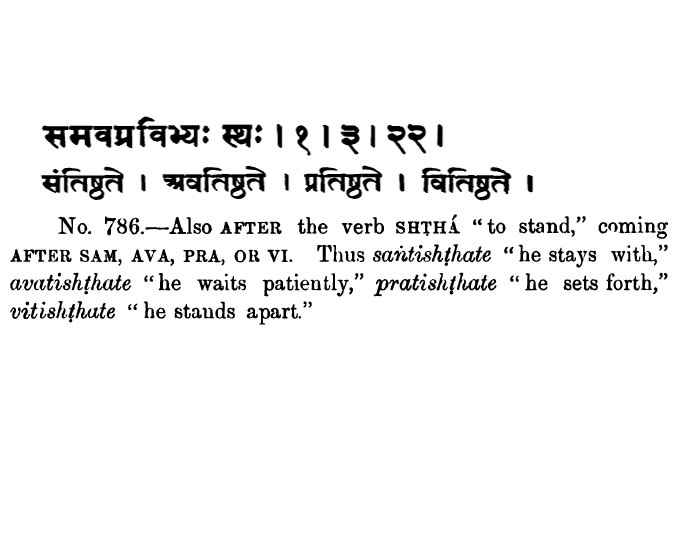 समवप्रविभ्यः स्थः । १ । ३ । २२ ।
संतिष्ठते । अवतिष्ठते । प्रतिष्ठते । वितिष्ठते ।
No. 786.—Also AFTER the verb SHṬHÁ “to stand,” coming
AFTER SAM, AVA, PRA, OR VI. Thus saṅtishṭhate “he stays with,”
avatishṭhate “he waits patiently,” pratishṭhate “he sets forth,”
vitishṭhate “he stands apart.”